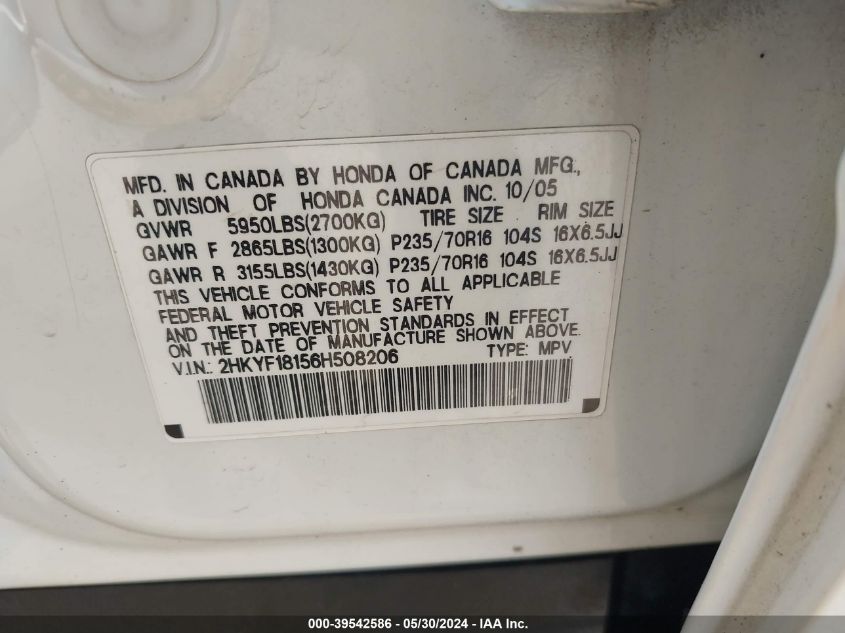 MFD. IN CANADA BY HONDA OF CANADA MFG.,
A DIVISION OF HONDA CANADA INC. 10/05
GVWR 5950LBS(2700KG) TIRE SIZE RIM SIZE
GAWR F 2865LBS(1300KG) P235/70R16 104S 16X6.5JJ
GAWR R 3155LBS(1430KG) P235/70R16 104S 16X6.5JJ
THIS VEHICLE CONFORMS TO ALL APPLICABLE
FEDERAL MOTOR VEHICLE SAFETY
AND THEFT PREVENTION STANDARDS IN EFFECT
ON THE DATE OF MANUFACTURE SHOWN ABOVE.
V.I.N.: 2HKYF18156H508206 TYPE: MPV
000-39542586 - 05/30/2024 - IAA Inc.